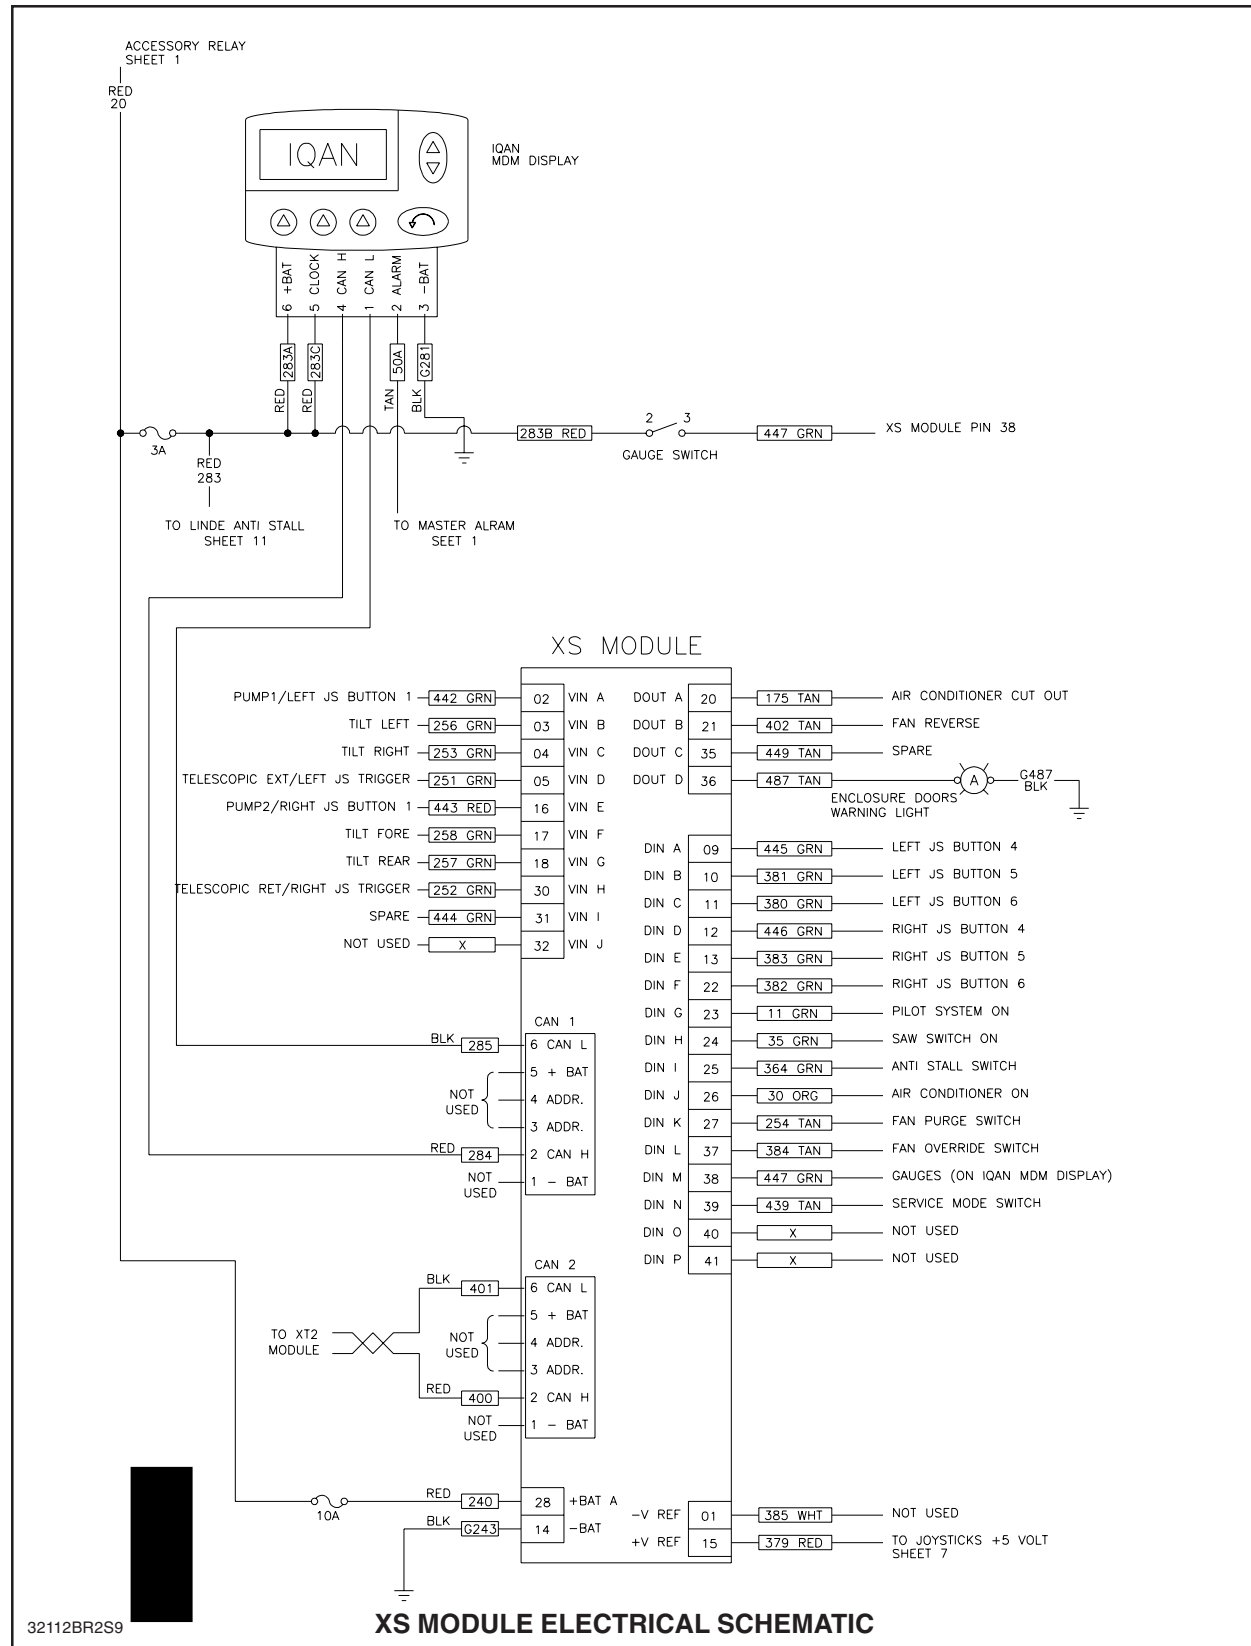 ACCESSORY RELAY
SHEET 1
RED
20
IQAN
IQAN
MDM DISPLAY
6 +BAT
5 CLOCK
4 CAN H
1 CAN L
2 ALARM
3 -BAT
283A
283C
50A
G281
RED
RED
TAN
BLK
3A
283B RED
2 3
GAUGE SWITCH
447 GRN
XS MODULE PIN 38
RED
283
TO LINDE ANTI STALL
SHEET 11
TO MASTER ALRAM
SEET 1
XS MODULE
PUMP1/LEFT JS BUTTON 1 442 GRN 02 VIN A
TILT LEFT 256 GRN 03 VIN B
TILT RIGHT 253 GRN 04 VIN C
TELESCOPIC EXT/LEFT JS TRIGGER 251 GRN 05 VIN D
PUMP2/RIGHT JS BUTTON 1 443 RED 16 VIN E
TILT FORE 258 GRN 17 VIN F
TILT REAR 257 GRN 18 VIN G
TELESCOPIC RET/RIGHT JS TRIGGER 252 GRN 30 VIN H
SPARE 444 GRN 31 VIN I
NOT USED X 32 VIN J
DOUT A 20 175 TAN AIR CONDITIONER CUT OUT
DOUT B 21 402 TAN FAN REVERSE
DOUT C 35 449 TAN SPARE
DOUT D 36 487 TAN A G487
BLK
ENCLOSURE DOORS
WARNING LIGHT
DIN A 09 445 GRN LEFT JS BUTTON 4
DIN B 10 381 GRN LEFT JS BUTTON 5
DIN C 11 380 GRN LEFT JS BUTTON 6
DIN D 12 446 GRN RIGHT JS BUTTON 4
DIN E 13 383 GRN RIGHT JS BUTTON 5
DIN F 22 382 GRN RIGHT JS BUTTON 6
DIN G 23 11 GRN PILOT SYSTEM ON
DIN H 24 35 GRN SAW SWITCH ON
DIN I 25 364 GRN ANTI STALL SWITCH
DIN J 26 30 ORG AIR CONDITIONER ON
DIN K 27 254 TAN FAN PURGE SWITCH
DIN L 37 384 TAN FAN OVERRIDE SWITCH
DIN M 38 447 GRN GAUGES (ON IQAN MDM DISPLAY)
DIN N 39 439 TAN SERVICE MODE SWITCH
DIN O 40 X NOT USED
DIN P 41 X NOT USED
CAN 1
BLK 285 6 CAN L
5 + BAT
NOT
USED
4 ADDR.
3 ADDR.
RED 284 2 CAN H
NOT
USED
1 - BAT
CAN 2
BLK 401 6 CAN L
5 + BAT
TO XT2
MODULE
NOT
USED
4 ADDR.
3 ADDR.
RED 400 2 CAN H
NOT
USED
1 - BAT
10A
RED 240 28 +BAT A
BLK G243 14 -BAT
-V REF 01 385 WHT NOT USED
+V REF 15 379 RED TO JOYSTICKS +5 VOLT
SHEET 7
32112BR2S9
XS MODULE ELECTRICAL SCHEMATIC